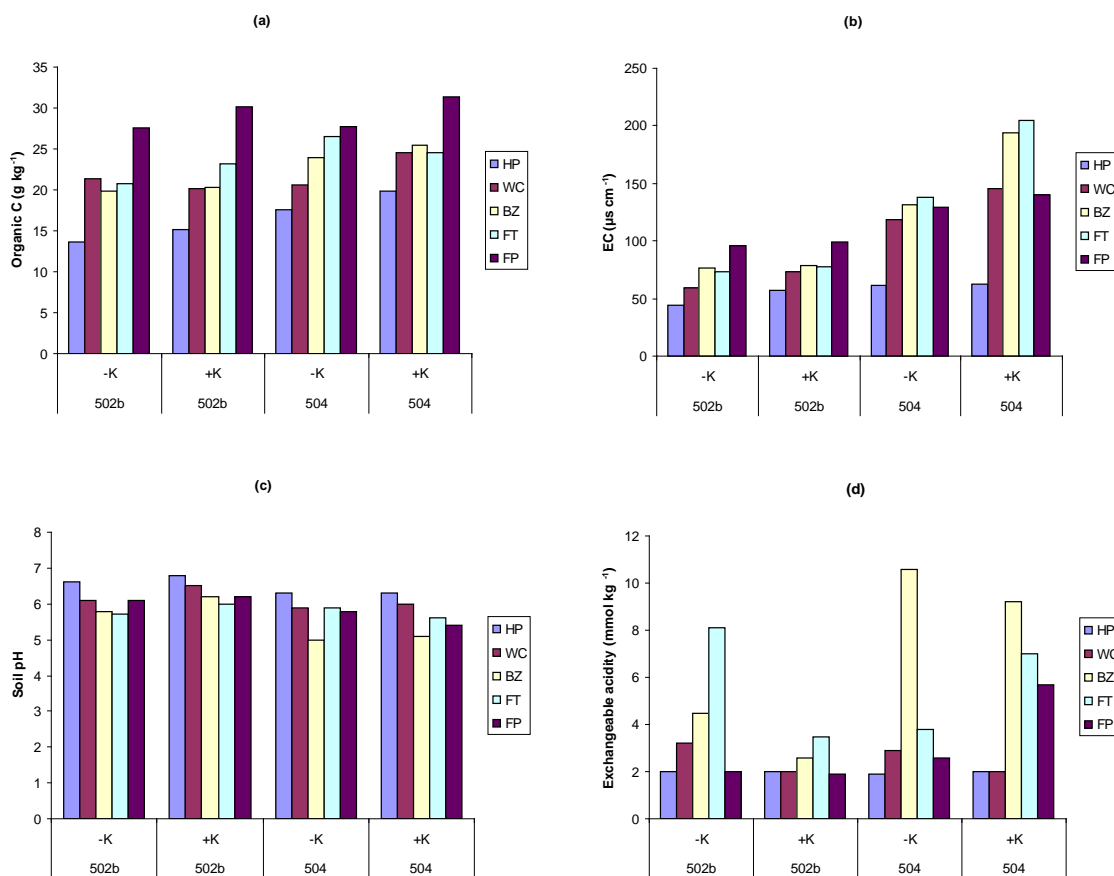 (a)
Organic C (g kg⁻¹)
35
30
25
20
15
10
5
0
-K
+K
-K
+K
502b
502b
504
504
HP
WC
BZ
FT
FP
(b)
EC (µs cm⁻¹)
250
200
150
100
50
0
-K
+K
-K
+K
502b
502b
504
504
HP
WC
BZ
FT
FP
(c)
Soil pH
8
7
6
5
4
3
2
1
0
-K
+K
-K
+K
502b
502b
504
504
HP
WC
BZ
FT
FP
(d)
Exchangeable acidity (mmol kg⁻¹)
12
10
8
6
4
2
0
-K
+K
-K
+K
502b
502b
504
504
HP
WC
BZ
FT
FP